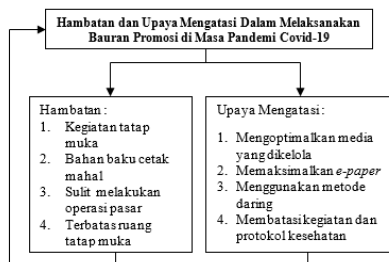 Hambatan dan Upaya Mengatasi Dalam Melaksanakan
Bauran Promosi di Masa Pandemi Covid-19
Hambatan :
1. Kegiatan tatap
muka
2. Bahan baku cetak
mahal
3. Sulit melakukan
operasi pasar
4. Terbatas ruang
tatap muka
Upaya Mengatasi :
1. Mengoptimalkan media
yang dikelola
2. Memaksimalkan e-paper
3. Menggunakan metode
daring
4. Membatasi kegiatan dan
protokol kesehatan